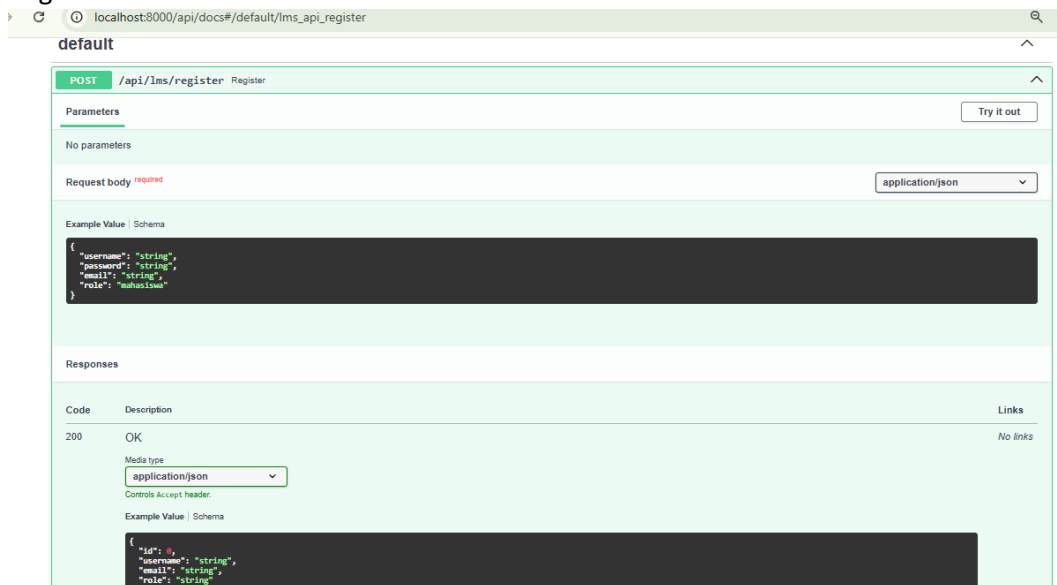 localhost:8000/api/docs#/default/lms_api_register
default
POST /api/lms/register Register
Parameters
Try it out
No parameters
Request body required
application/json
Example Value | Schema
{
"username": "string",
"password": "string",
"email": "string",
"role": "mahasiswa"
}
Responses
Code Description Links
200 OK No links
Media type
application/json
Controls Accept header.
Example Value | Schema
{
"id": 0,
"username": "string",
"email": "string",
"role": "string"